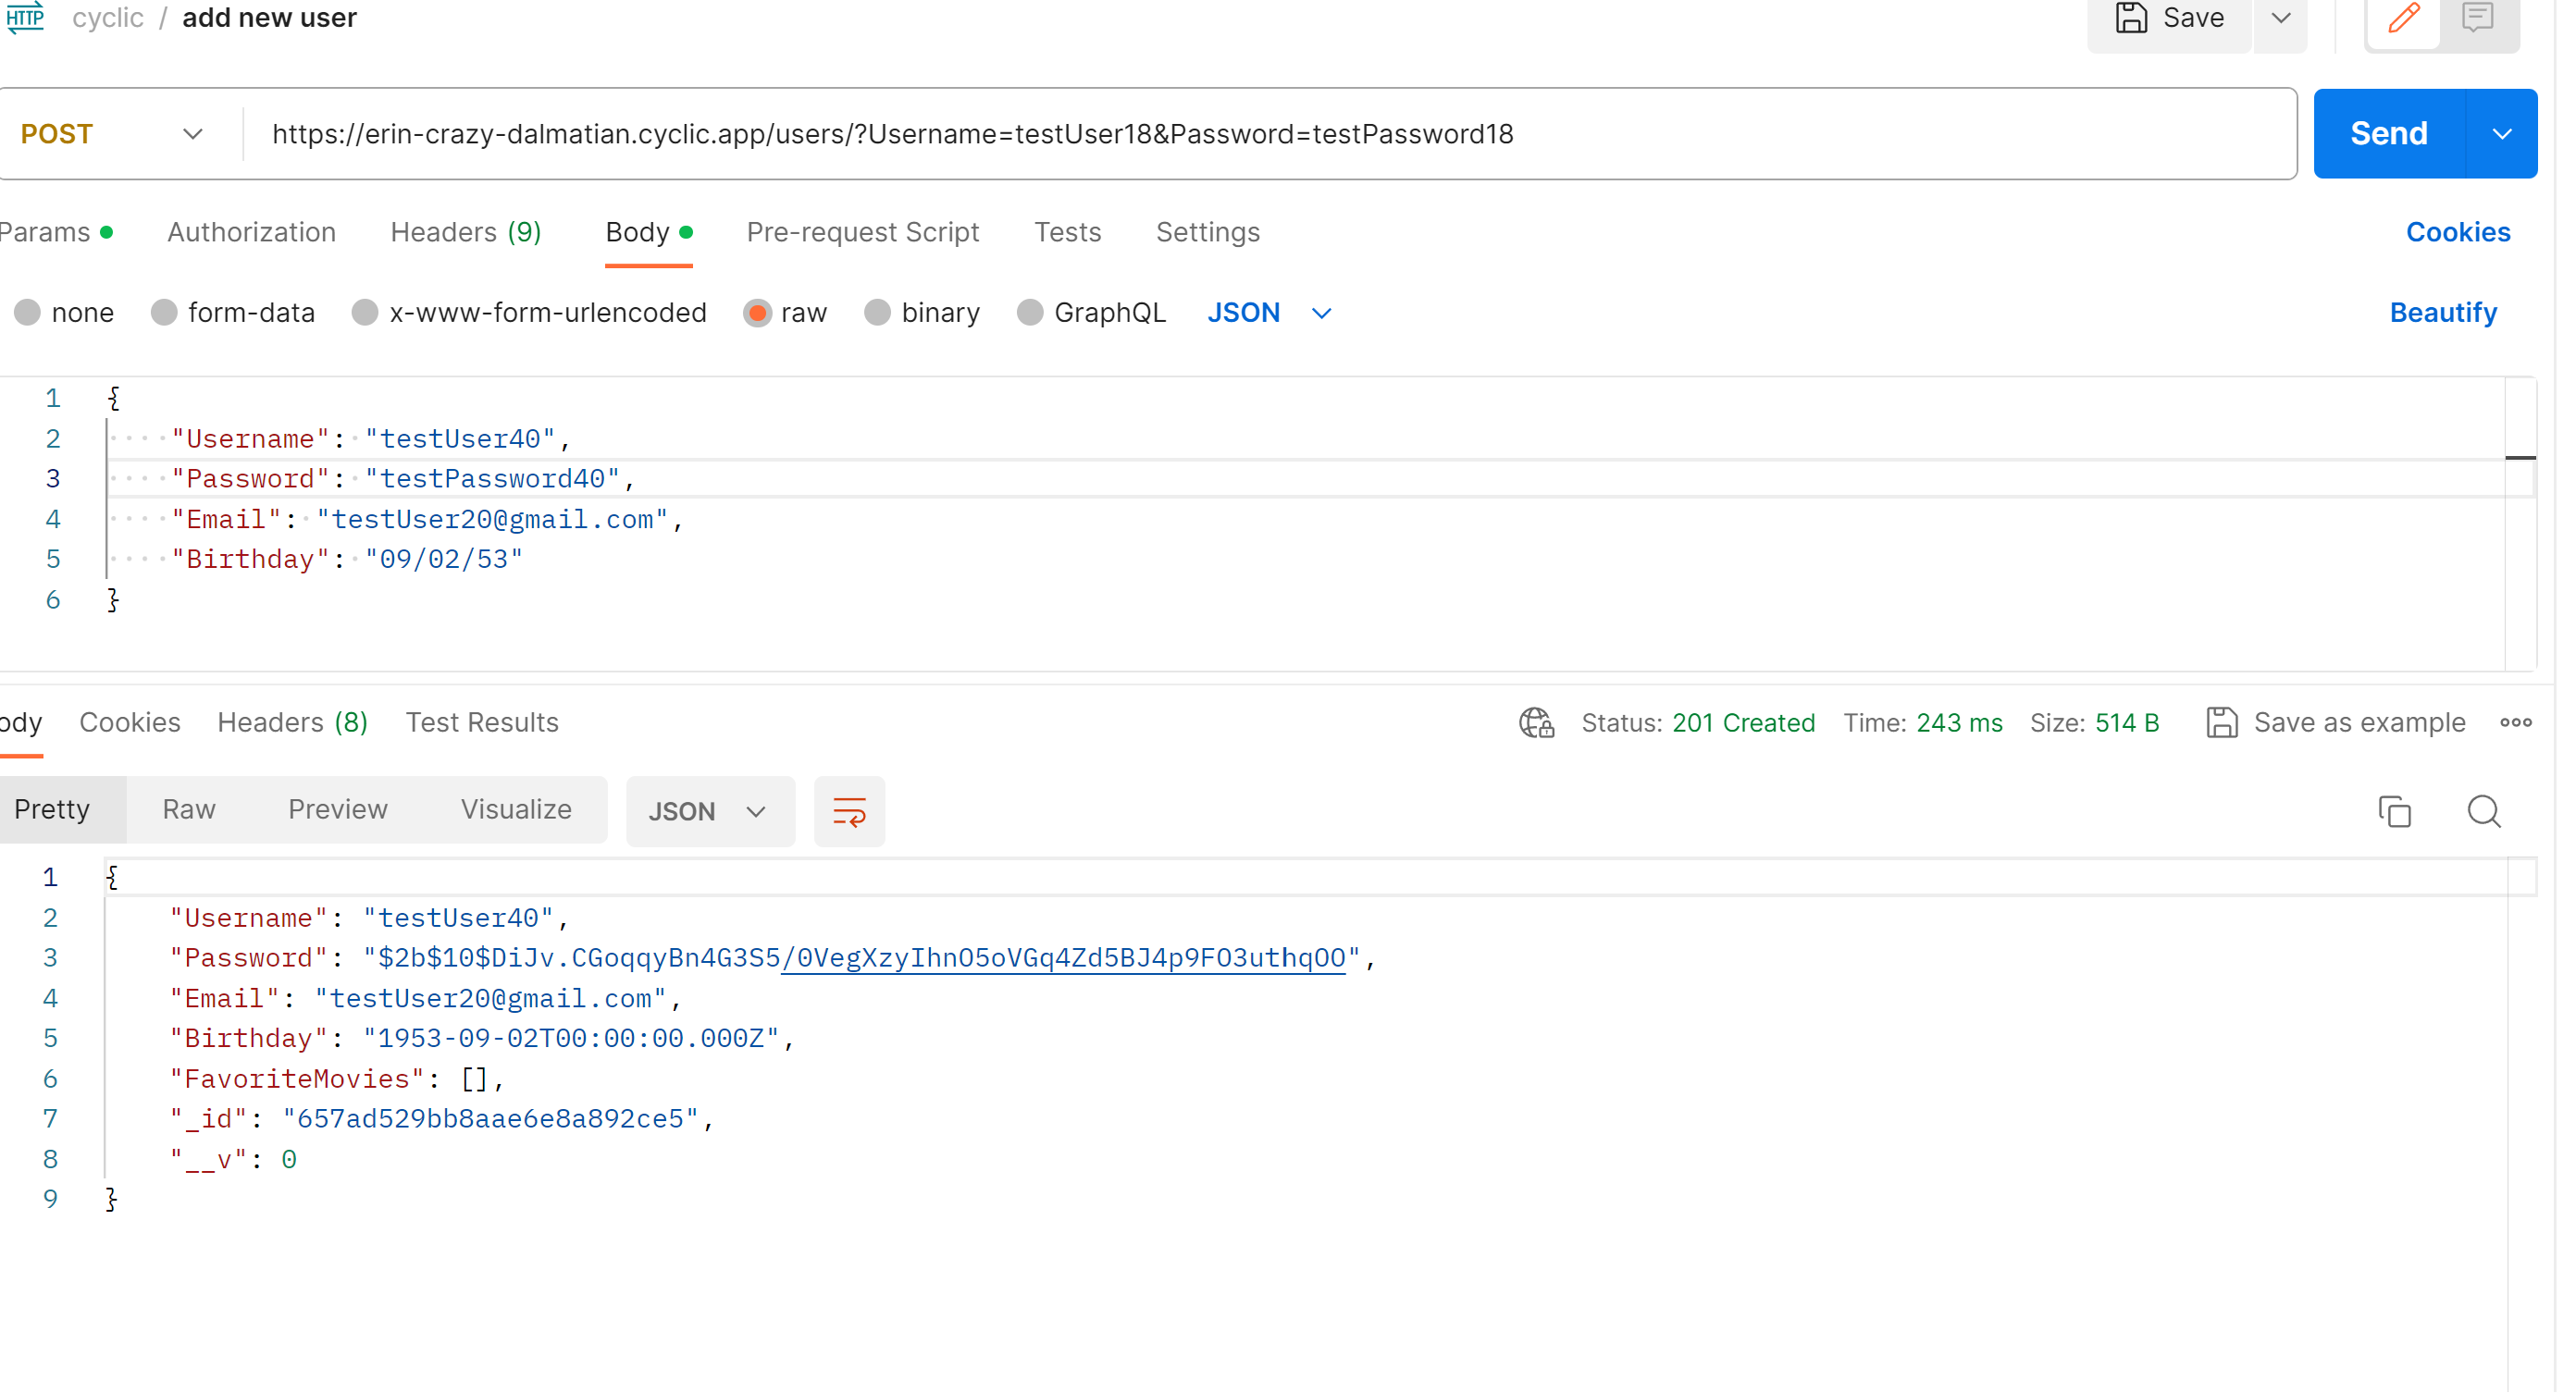 HTTP cyclic / add new user Save
POST https://erin-crazy-dalmatian.cyclic.app/users/?Username=testUser18&Password=testPassword18 Send
Params Authorization Headers (9) Body Pre-request Script Tests Settings Cookies
none form-data x-www-form-urlencoded raw binary GraphQL JSON Beautify
1 {
2 "Username": "testUser40",
3 "Password": "testPassword40",
4 "Email": "testUser20@gmail.com",
5 "Birthday": "09/02/53"
6 }
ody Cookies Headers (8) Test Results Status: 201 Created Time: 243 ms Size: 514 B Save as example
Pretty Raw Preview Visualize JSON
1 {
2 "Username": "testUser40",
3 "Password": "$2b$10$DiJv.CGoqqyBn4G3S5/0VegXzyIhnO5oVGq4Zd5BJ4p9FO3uthqOO",
4 "Email": "testUser20@gmail.com",
5 "Birthday": "1953-09-02T00:00:00.000Z",
6 "FavoriteMovies": [],
7 "_id": "657ad529bb8aae6e8a892ce5",
8 "__v": 0
9 }